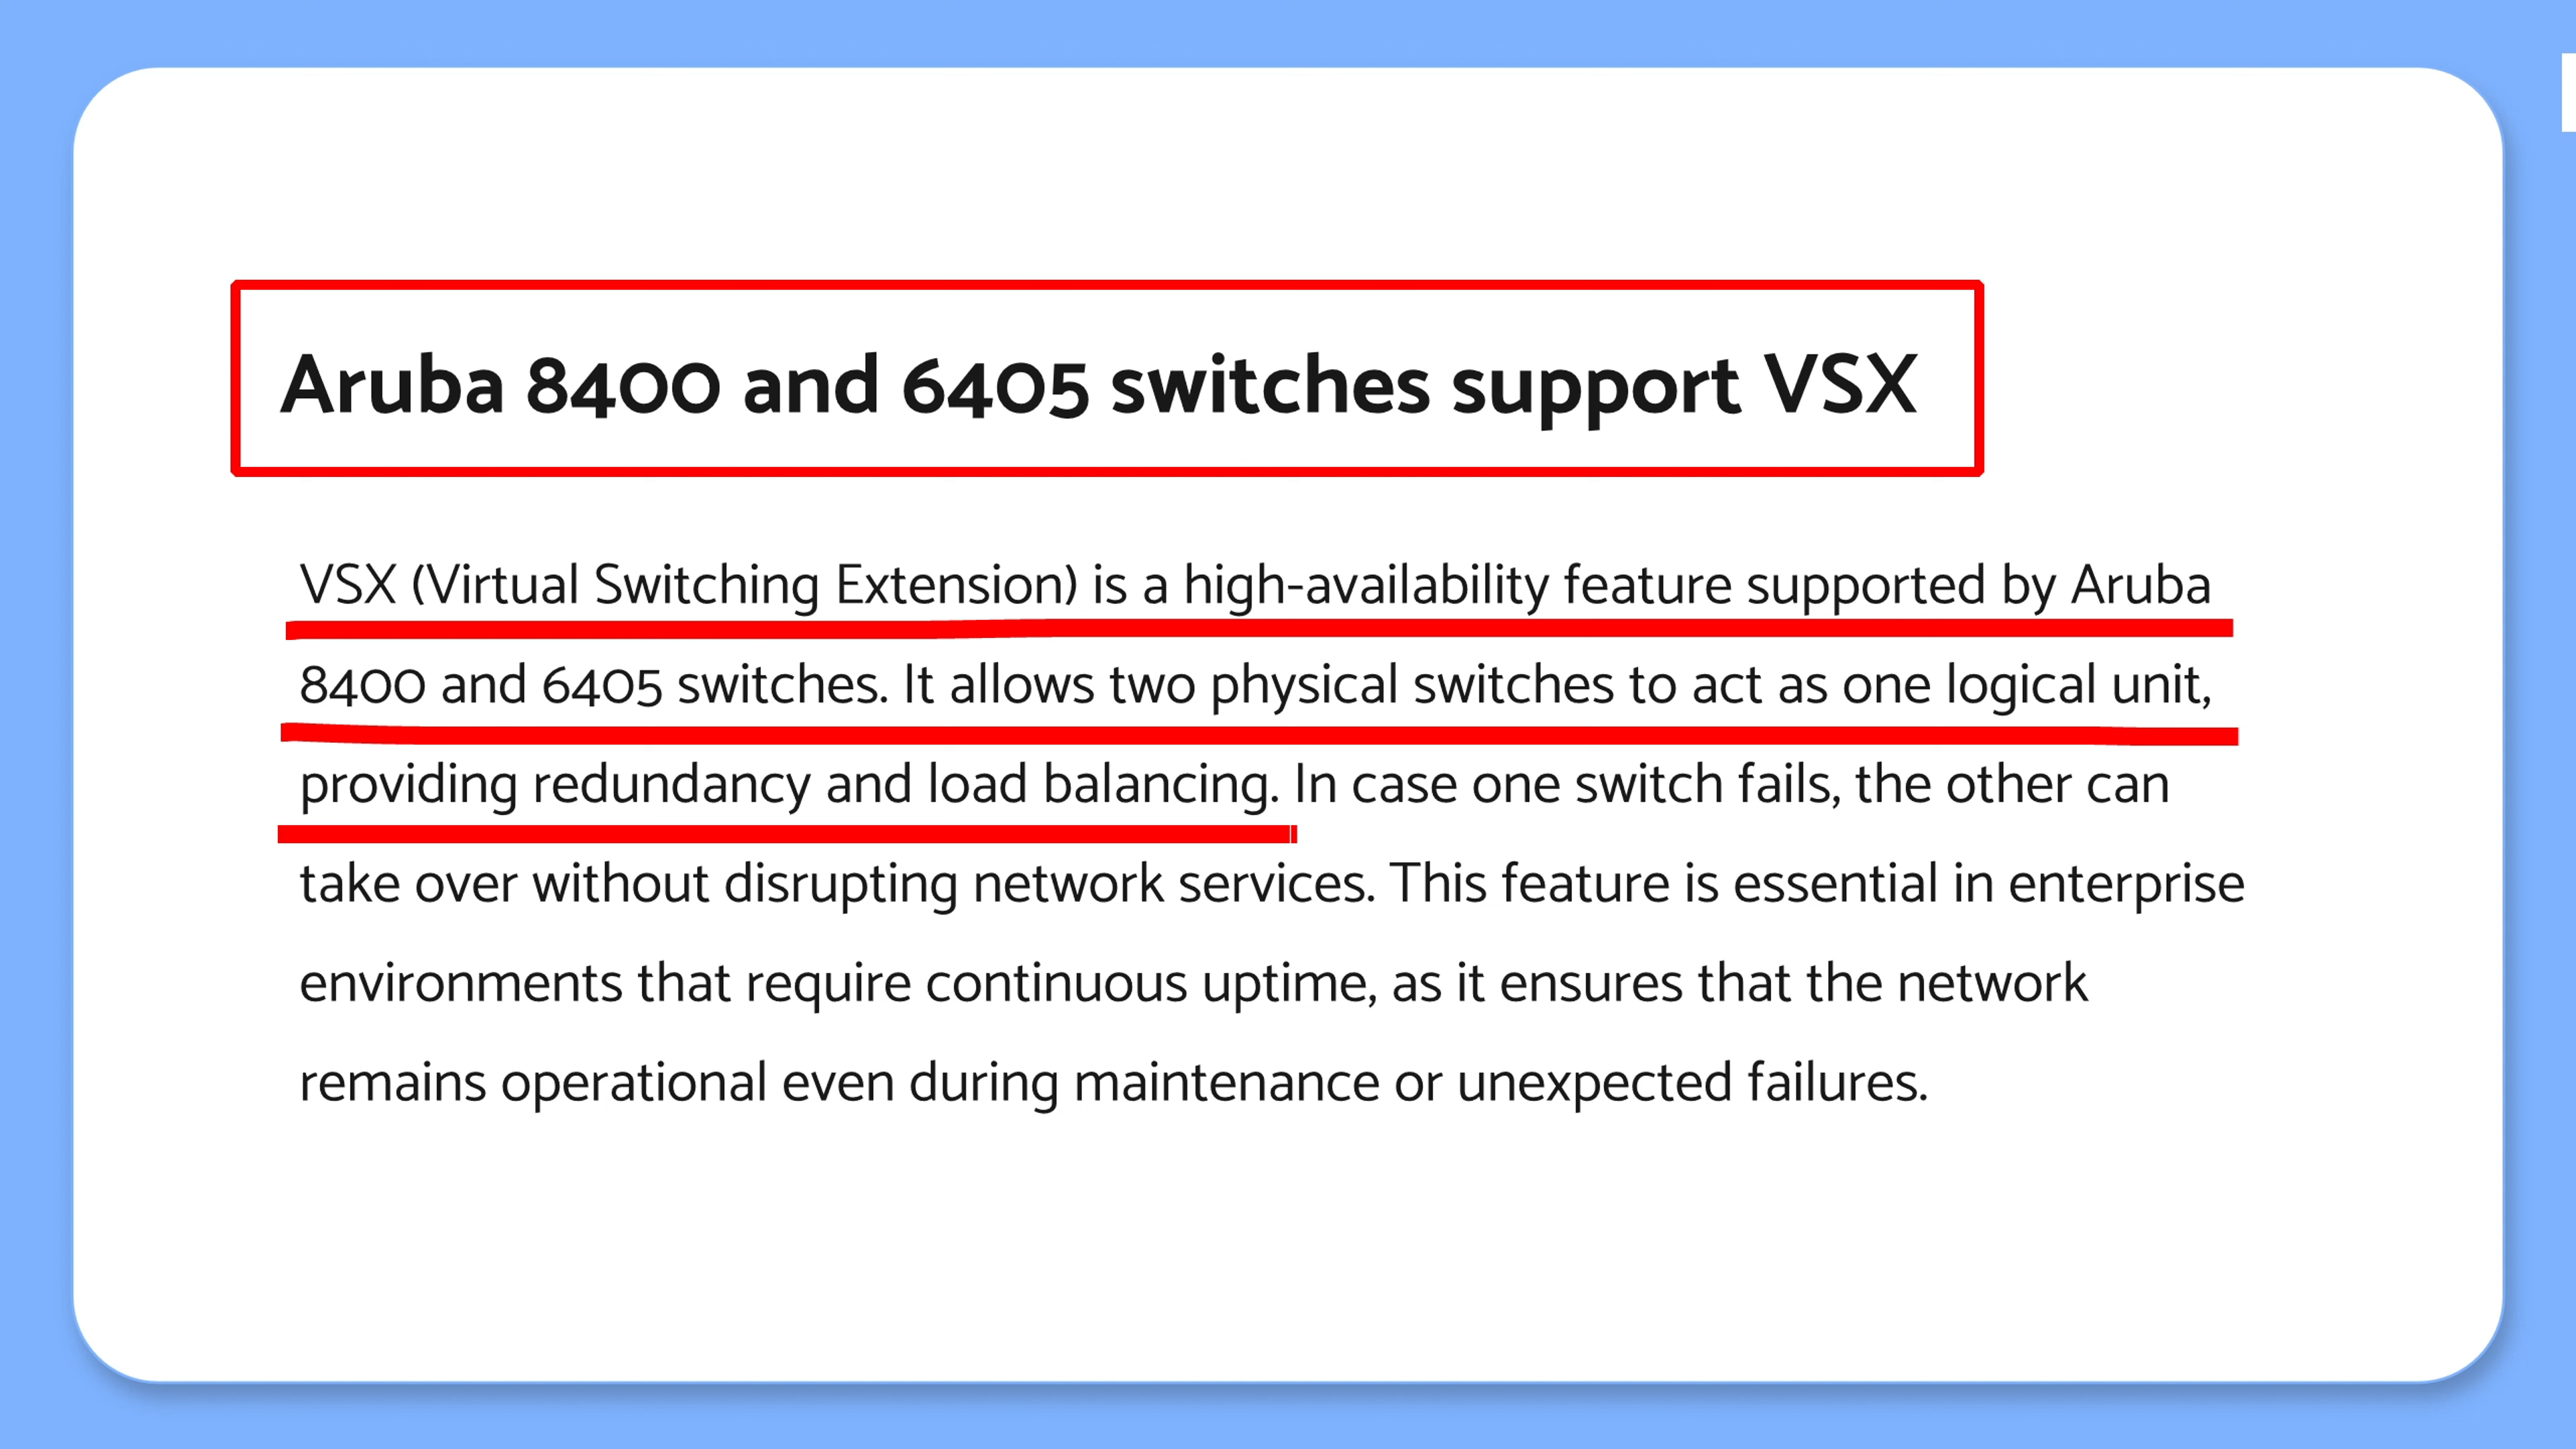 Aruba 8400 and 6405 switches support VSX
VSX (Virtual Switching Extension) is a high-availability feature supported by Aruba
8400 and 6405 switches. It allows two physical switches to act as one logical unit,
providing redundancy and load balancing. In case one switch fails, the other can
take over without disrupting network services. This feature is essential in enterprise
environments that require continuous uptime, as it ensures that the network
remains operational even during maintenance or unexpected failures.